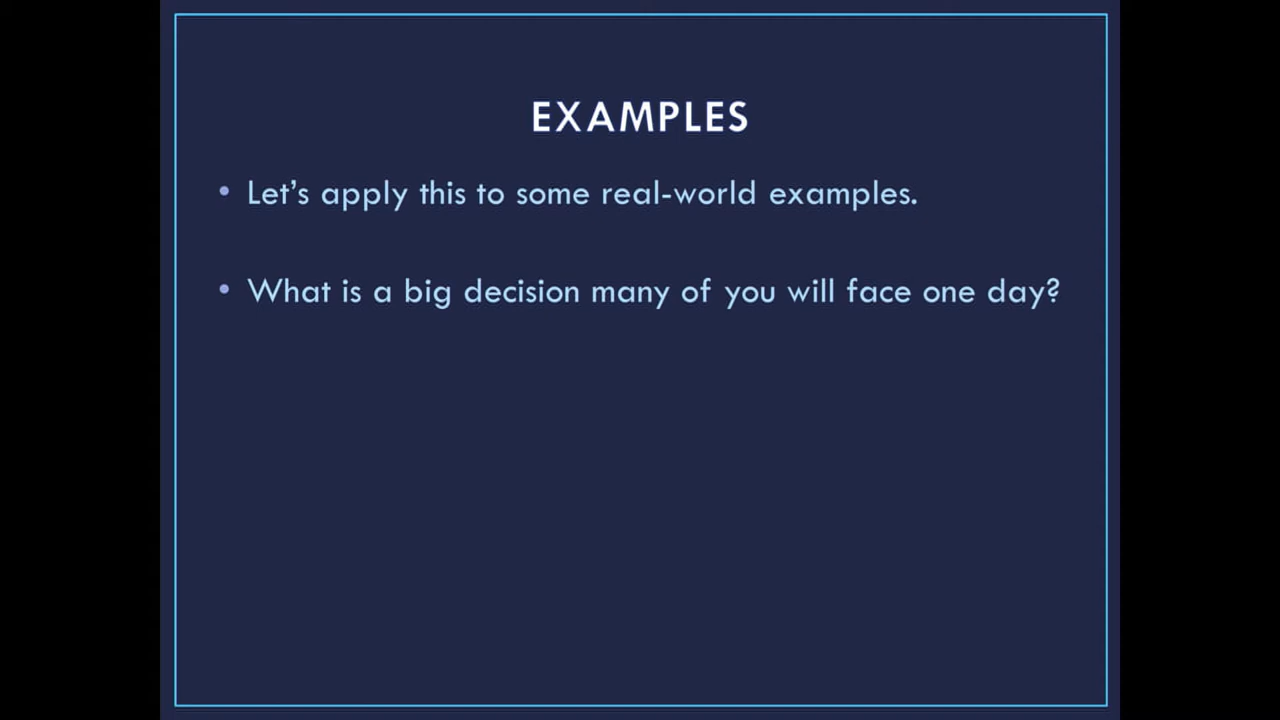 EXAMPLES
• Let’s apply this to some real-world examples.
• What is a big decision many of you will face one day?